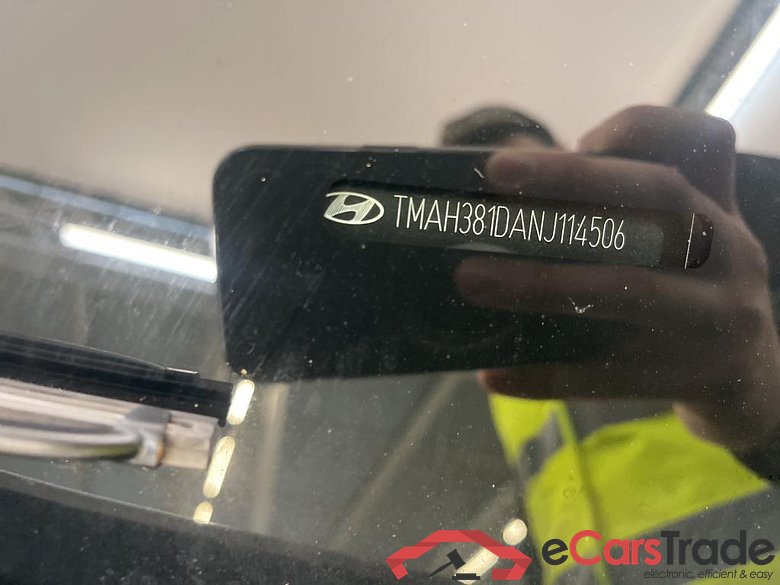 TMAH381DANJ114506
eCarsTrade
electronic, efficient & easy